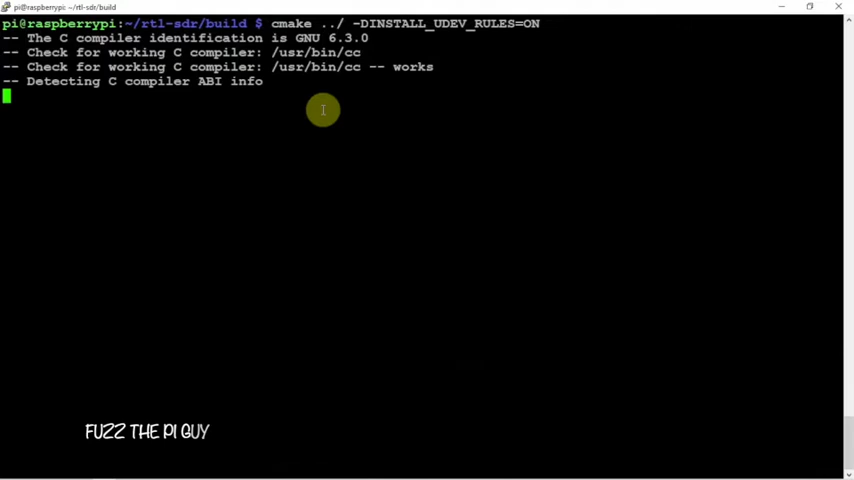 pi@raspberrypi: ~/rtl-sdr/build
pi@raspberrypi:~/rtl-sdr/build $ cmake ../ -DINSTALL_UDEV_RULES=ON
-- The C compiler identification is GNU 6.3.0
-- Check for working C compiler: /usr/bin/cc
-- Check for working C compiler: /usr/bin/cc -- works
-- Detecting C compiler ABI info
FUZZ THE PI GUY